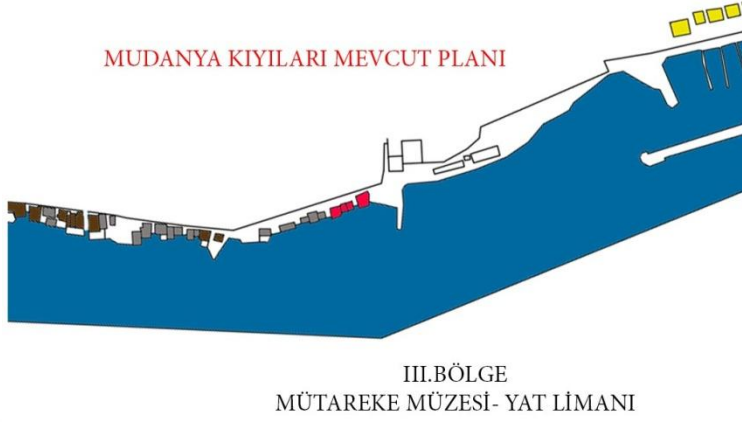 MUDANYA KIYILARI MEVCUT PLANI
III.BÖLGE
MÜTAREKE MÜZESİ- YAT LİMANI